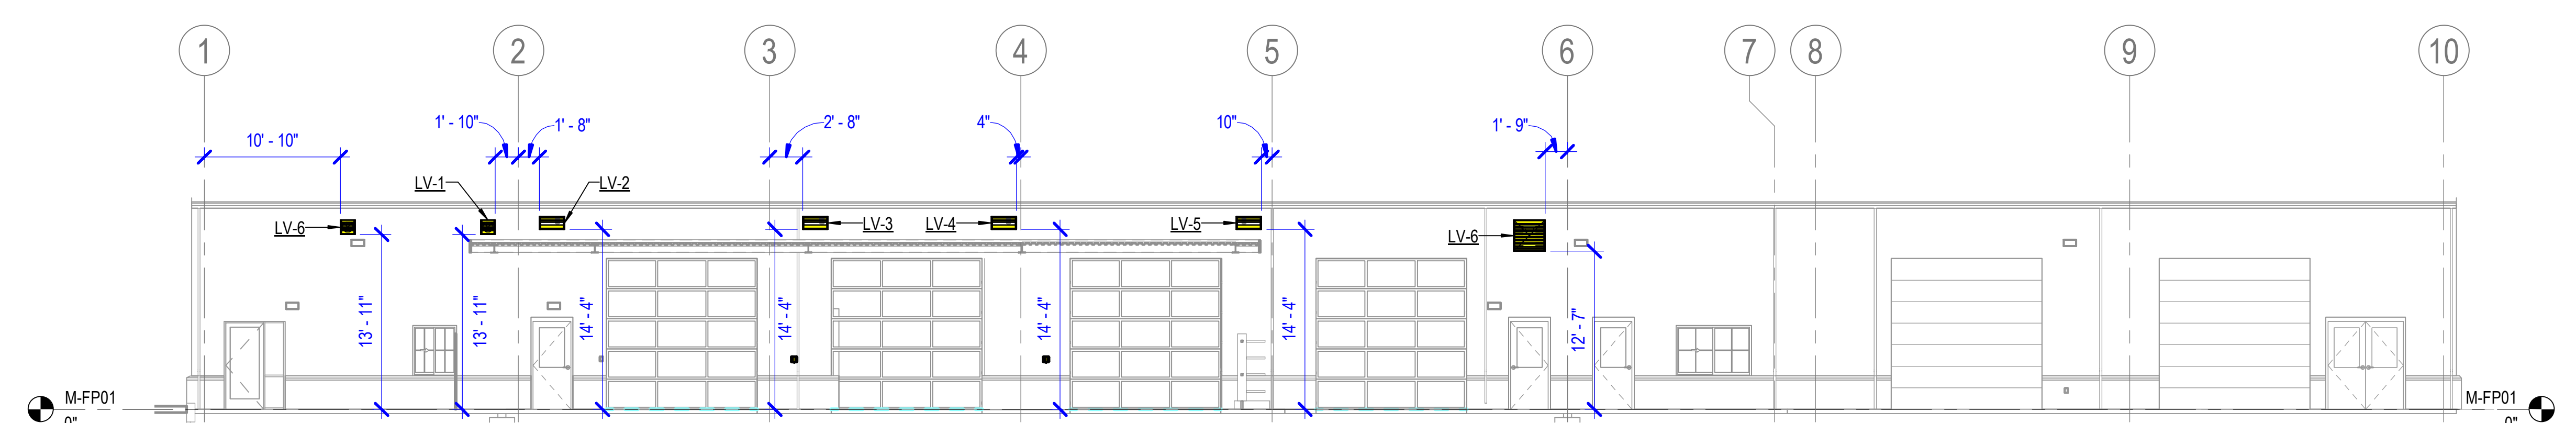 1 2 3 4 5 6 7 8 9 10
10' - 10" 1' - 10" 1' - 8" 2' - 8" 4" 10" 1' - 9"
LV-1 LV-2
LV-6 LV-3 LV-4 LV-5 LV-6
13' - 11" 13' - 11" 14' - 4" 14' - 4" 14' - 4" 14' - 4" 12' - 7"
M-FP01 M-FP01
0" 0"